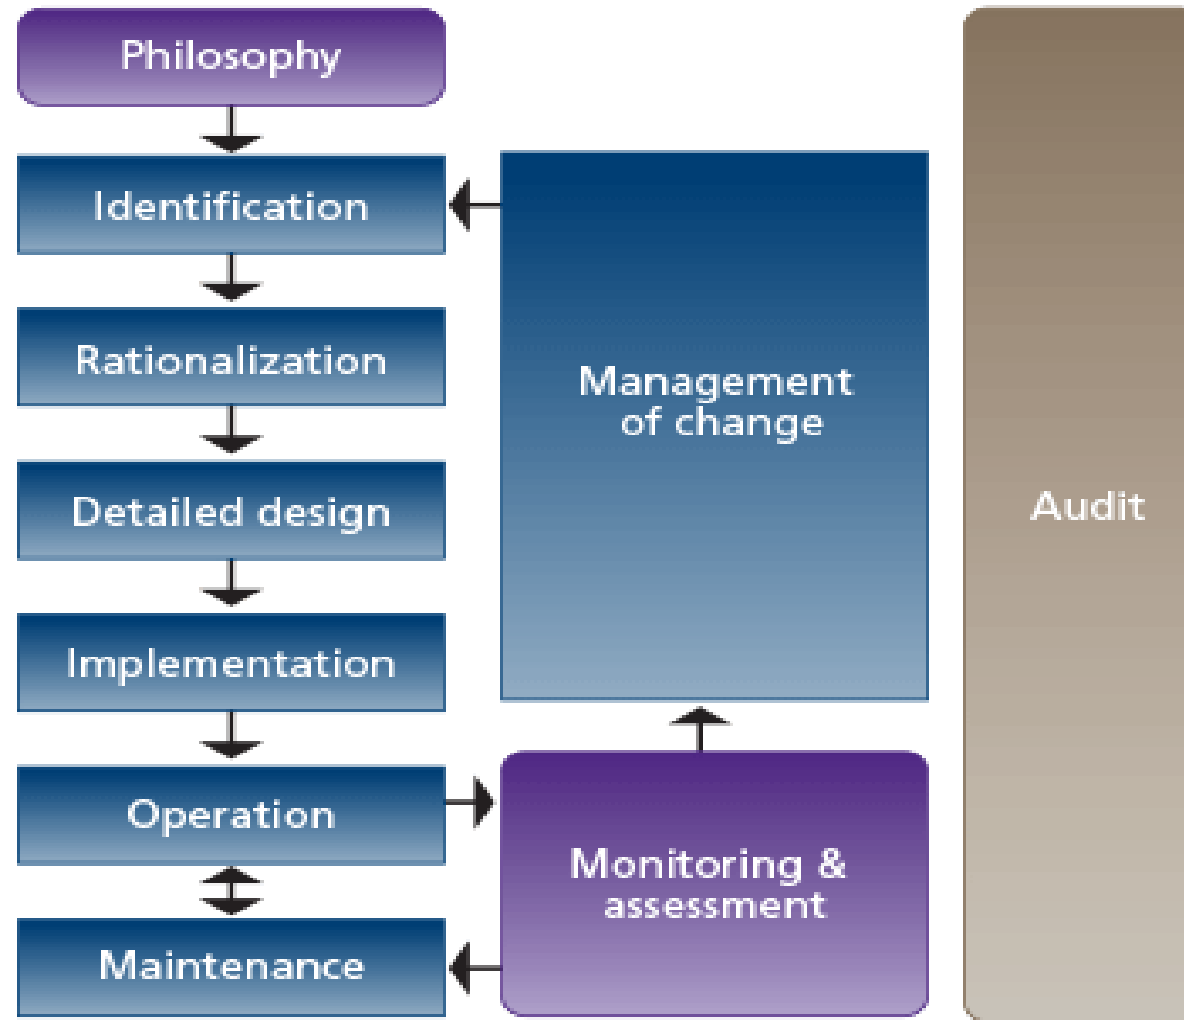 Philosophy
Identification
Rationalization
Detailed design
Implementation
Operation
Maintenance
Management
of change
Monitoring &
assessment
Audit